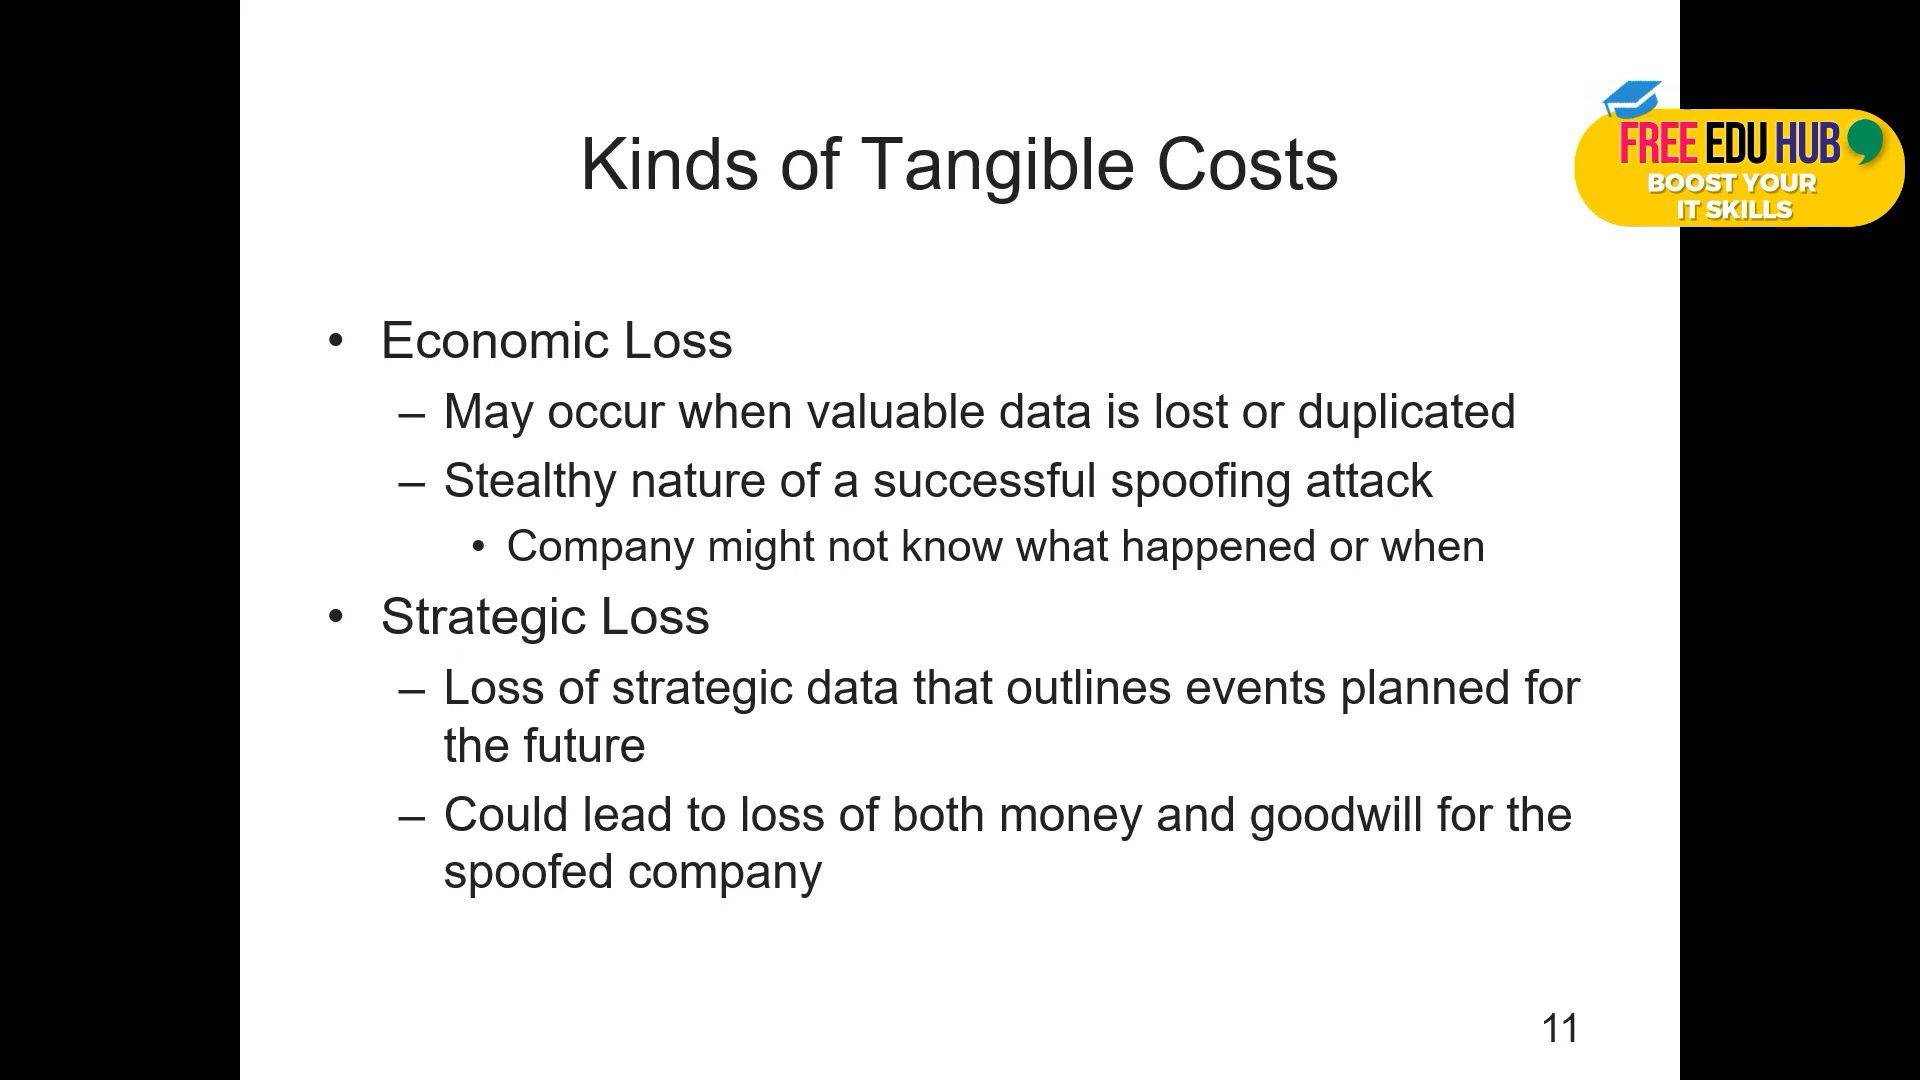 Kinds of Tangible Costs
FREE EDU HUB
BOOST YOUR
IT SKILLS
• Economic Loss
– May occur when valuable data is lost or duplicated
– Stealthy nature of a successful spoofing attack
• Company might not know what happened or when
• Strategic Loss
– Loss of strategic data that outlines events planned for
the future
– Could lead to loss of both money and goodwill for the
spoofed company
11